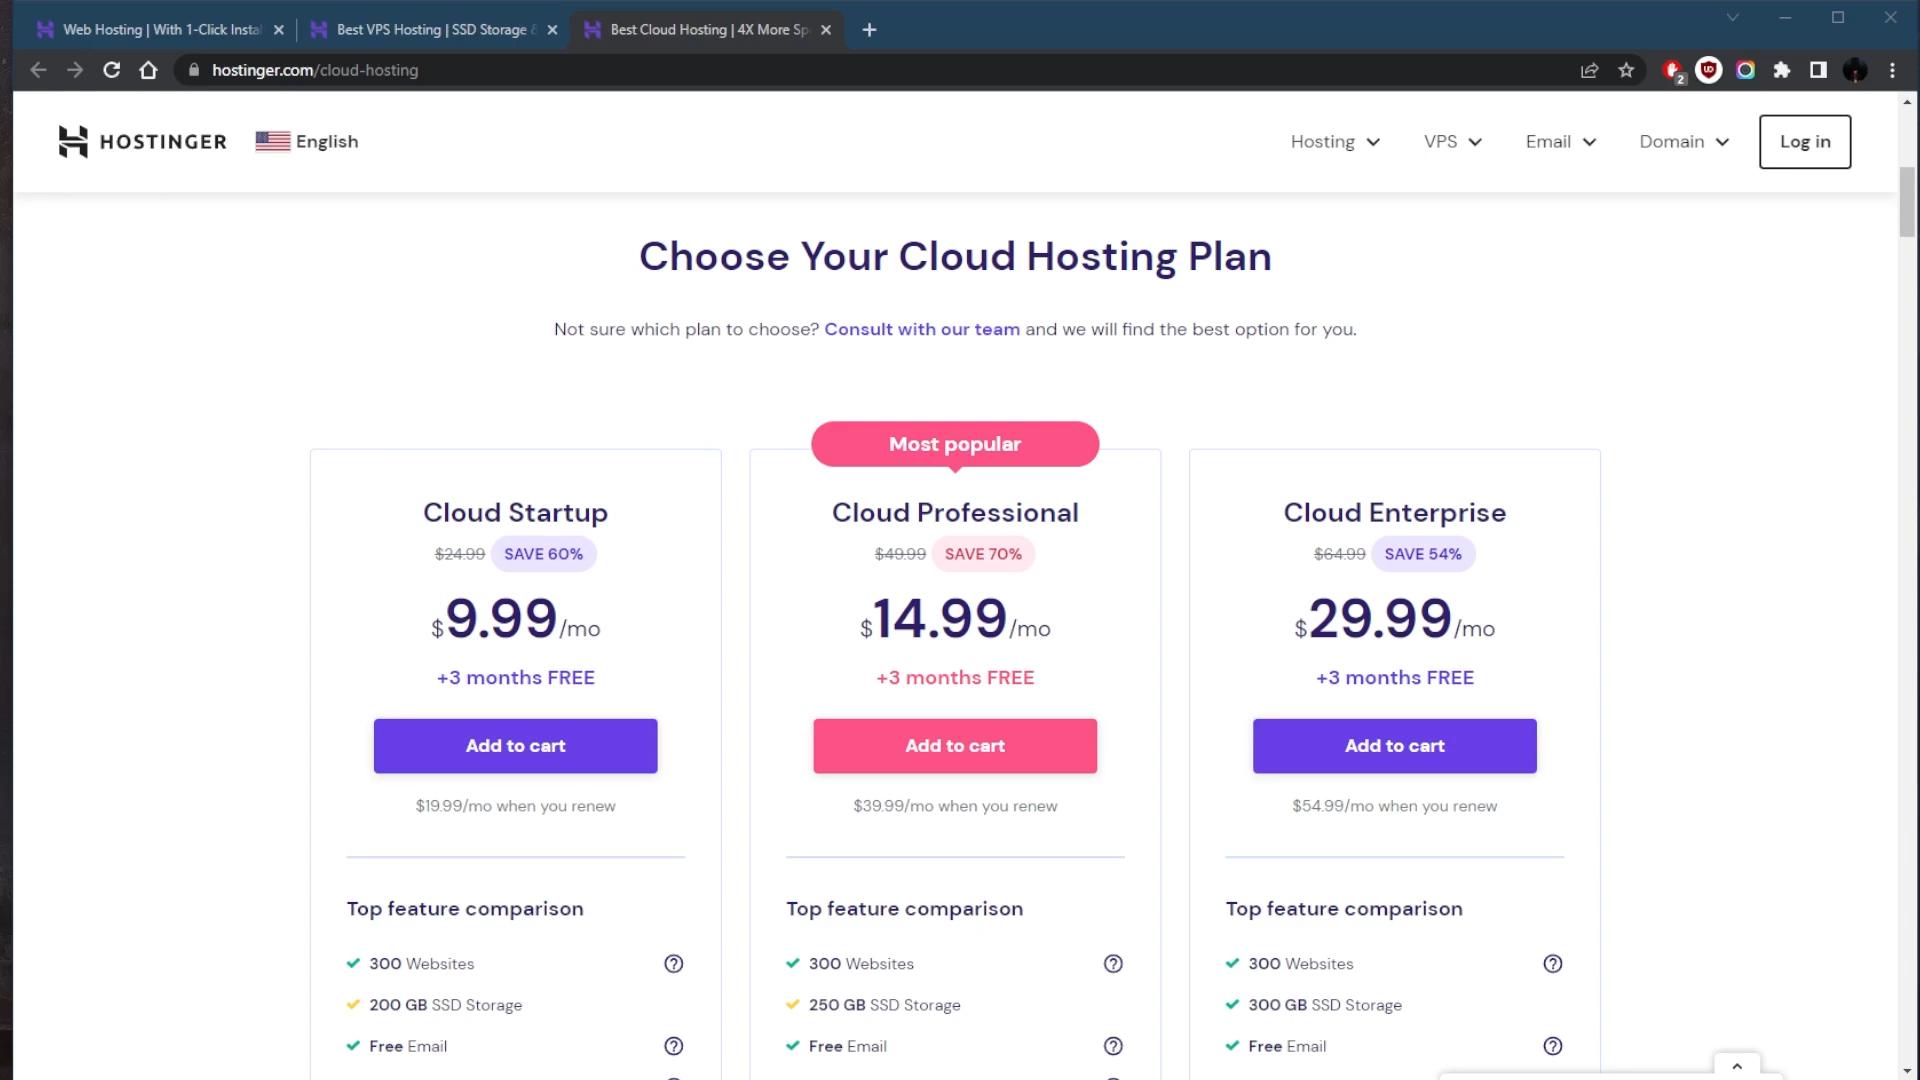 Web Hosting | With 1-Click Insta
Best VPS Hosting | SSD Storage &
Best Cloud Hosting | 4X More Sp
hostinger.com/cloud-hosting
2
HOSTINGER
English
Hosting
VPS
Email
Domain
Log in
Choose Your Cloud Hosting Plan
Not sure which plan to choose? Consult with our team and we will find the best option for you.
Most popular
Cloud Startup
$24.99 SAVE 60%
$9.99/mo
+3 months FREE
Add to cart
$19.99/mo when you renew
Top feature comparison
300 Websites
200 GB SSD Storage
Free Email
Cloud Professional
$49.99 SAVE 70%
$14.99/mo
+3 months FREE
Add to cart
$39.99/mo when you renew
Top feature comparison
300 Websites
250 GB SSD Storage
Free Email
Cloud Enterprise
$64.99 SAVE 54%
$29.99/mo
+3 months FREE
Add to cart
$54.99/mo when you renew
Top feature comparison
300 Websites
300 GB SSD Storage
Free Email